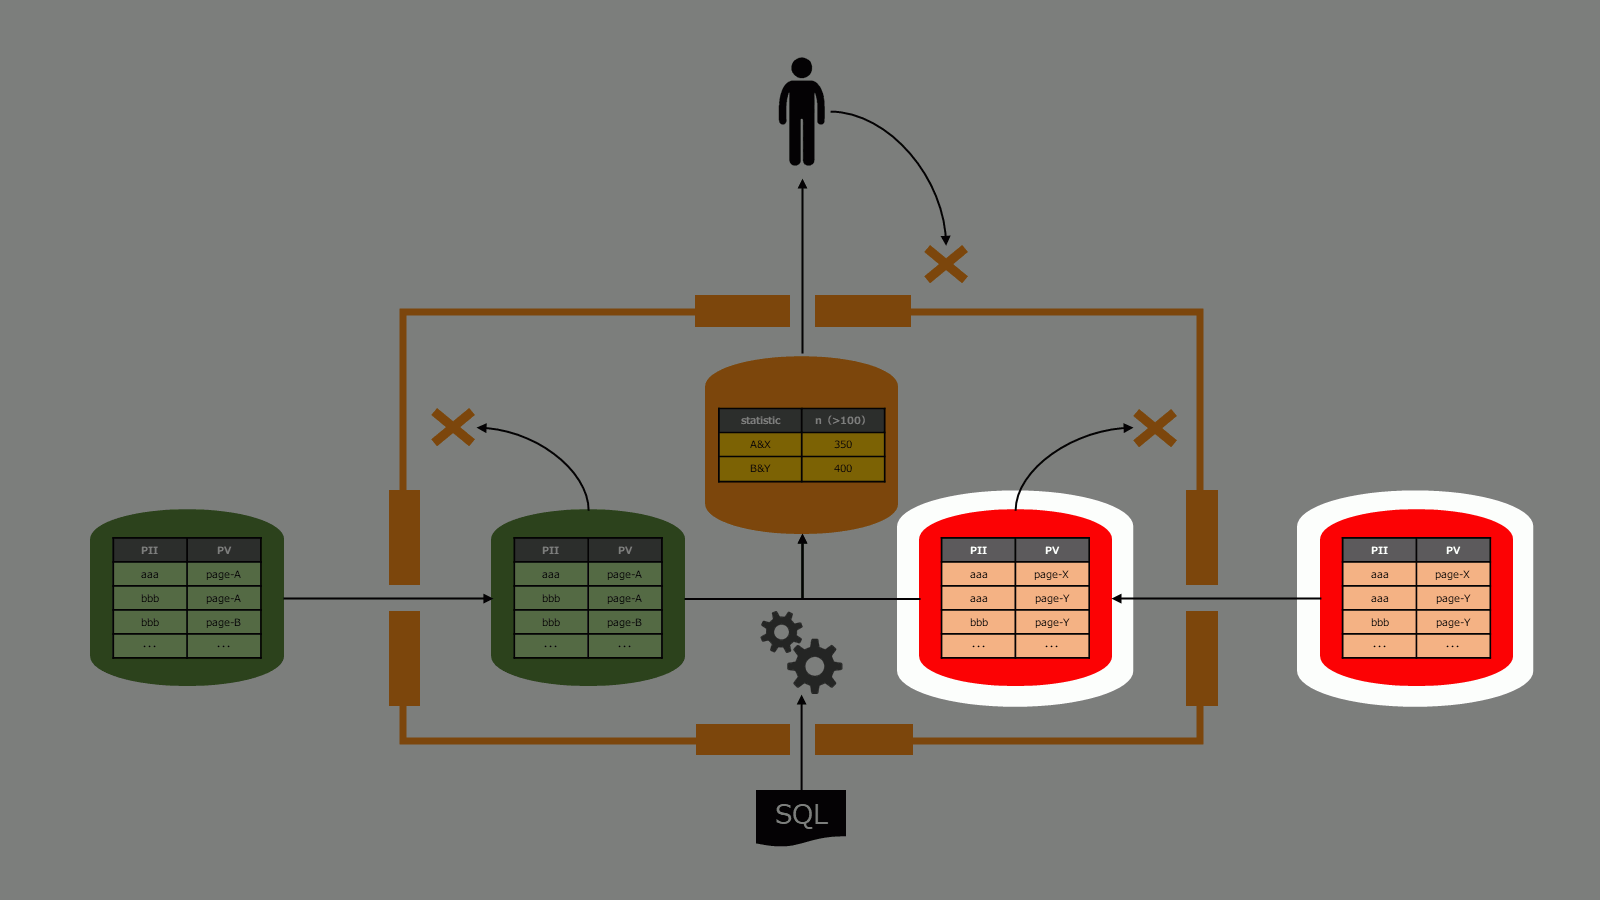 statistic n（>100）
A&X 350
B&Y 400
PII PV
aaa page-A
bbb page-A
bbb page-B
... ...
PII PV
aaa page-A
bbb page-A
bbb page-B
... ...
PII PV
aaa page-X
aaa page-Y
bbb page-Y
... ...
PII PV
aaa page-X
aaa page-Y
bbb page-Y
... ...
SQL